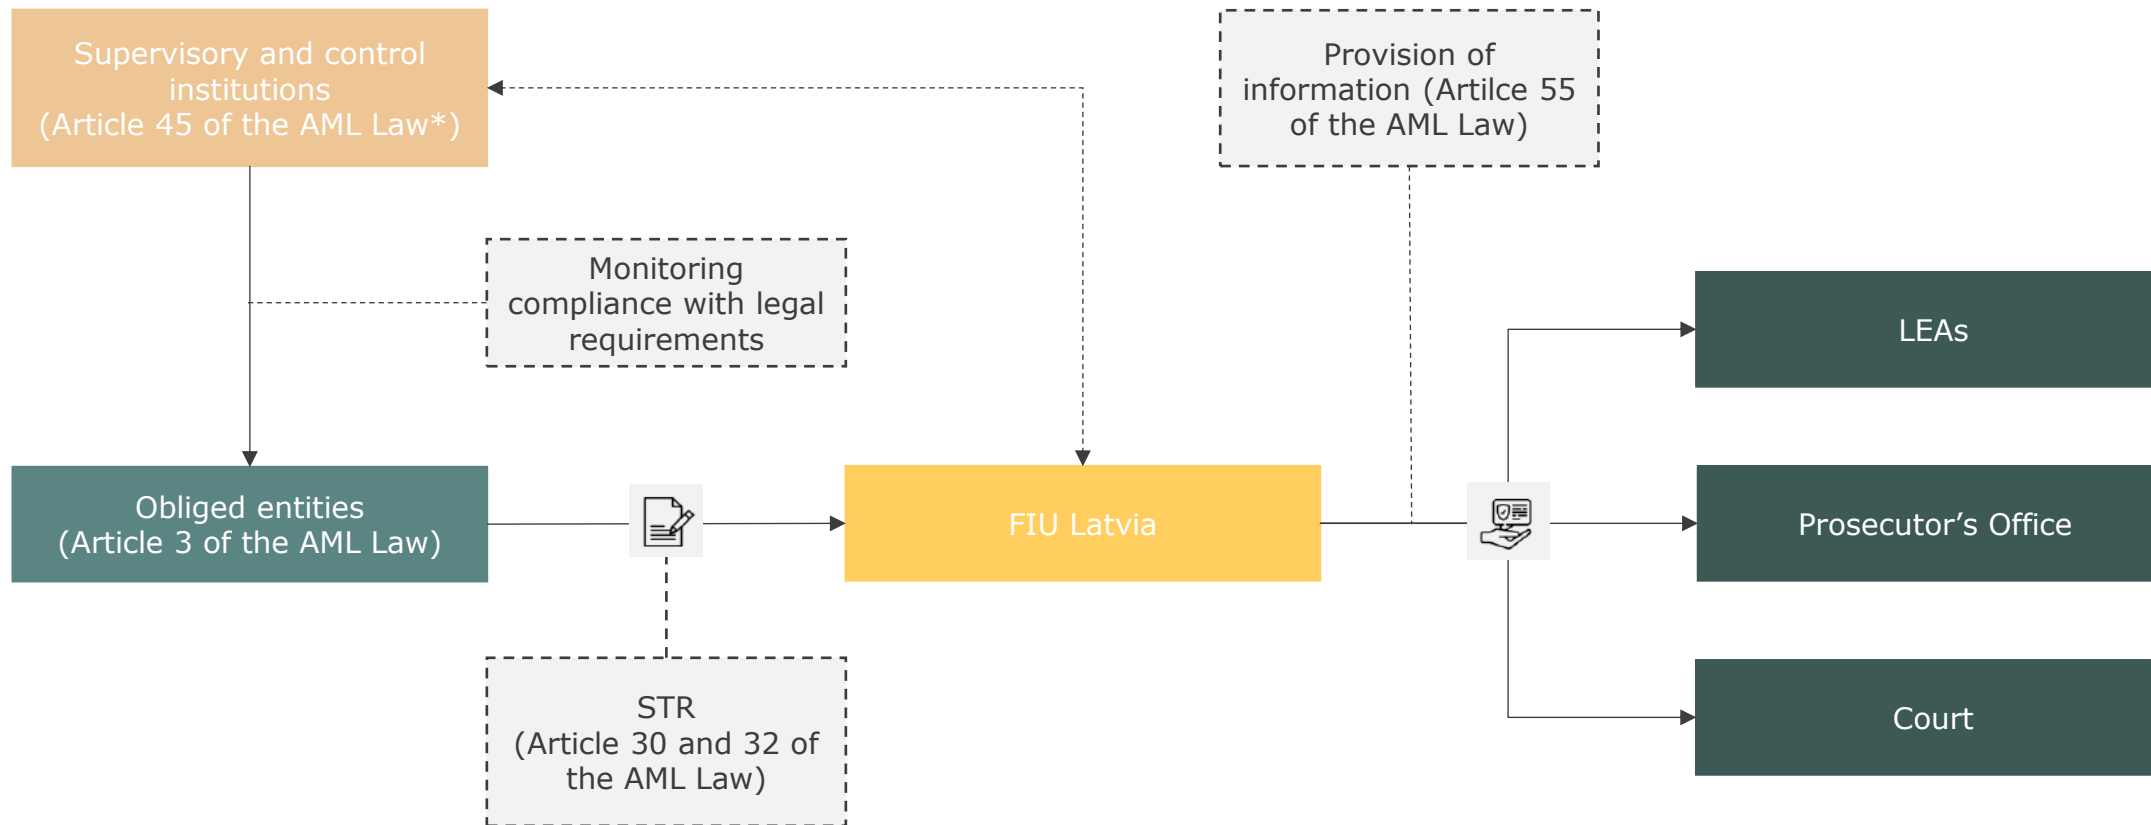 Supervisory and control
institutions
(Article 45 of the AML Law*)
Provision of
information (Artilce 55
of the AML Law)
Monitoring
compliance with legal
requirements
LEAs
Obliged entities
(Article 3 of the AML Law)
FIU Latvia
Prosecutor’s Office
STR
(Article 30 and 32 of
the AML Law)
Court